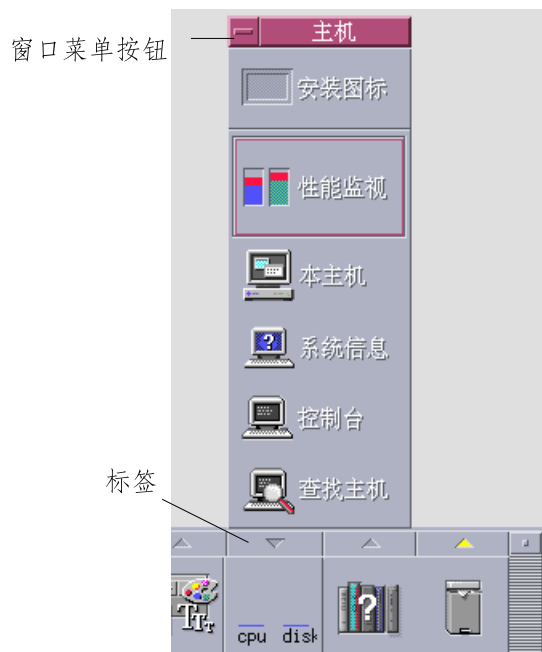 主机
窗口菜单按钮
安装图标
性能监视
本主机
系统信息
控制台
查找主机
标签
cpu disk